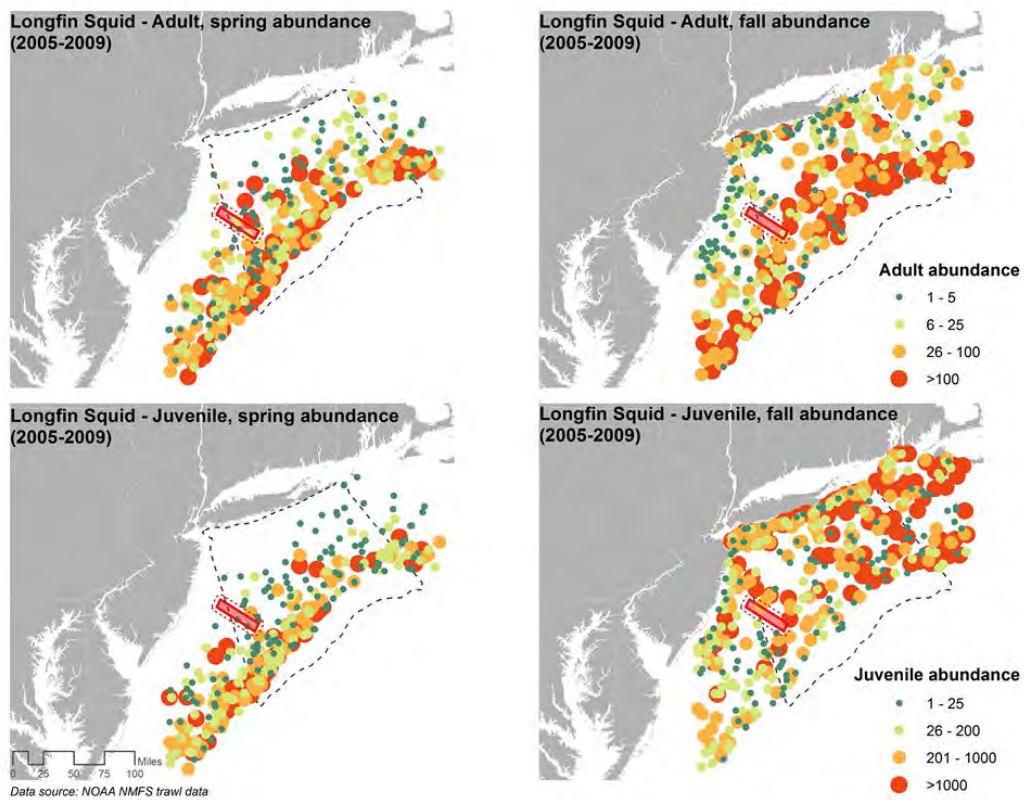 Longfin Squid - Adult, spring abundance
(2005-2009)
Longfin Squid - Adult, fall abundance
(2005-2009)
Adult abundance
1 - 5
6 - 25
26 - 100
>100
Longfin Squid - Juvenile, spring abundance
(2005-2009)
Longfin Squid - Juvenile, fall abundance
(2005-2009)
Juvenile abundance
1 - 25
26 - 200
201 - 1000
>1000
Miles
0 25 50 75 100
Data source: NOAA NMFS trawl data